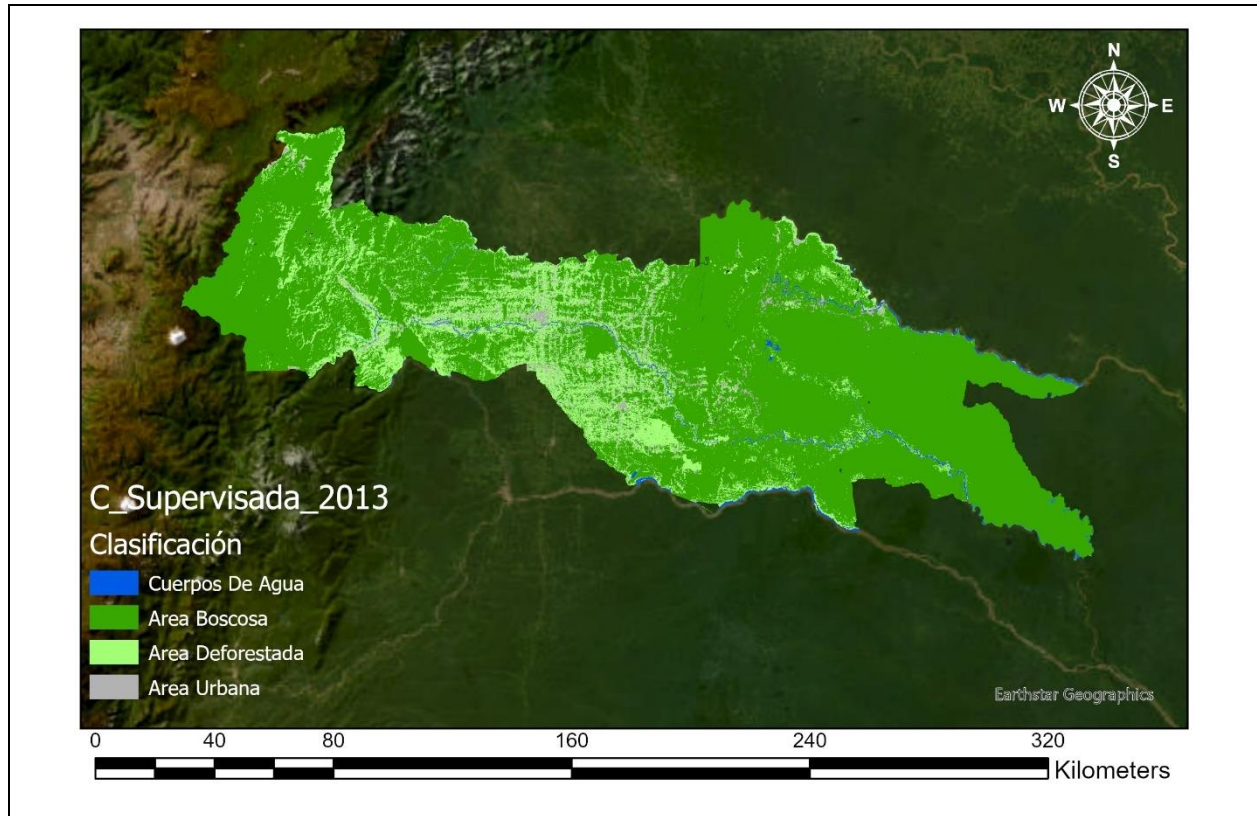 N
W E
S
C_Supervisada_2013
Clasificación
Cuerpos De Agua
Area Boscosa
Area Deforestada
Area Urbana
Earthstar Geographics
0 40 80 160 240 320
Kilometers